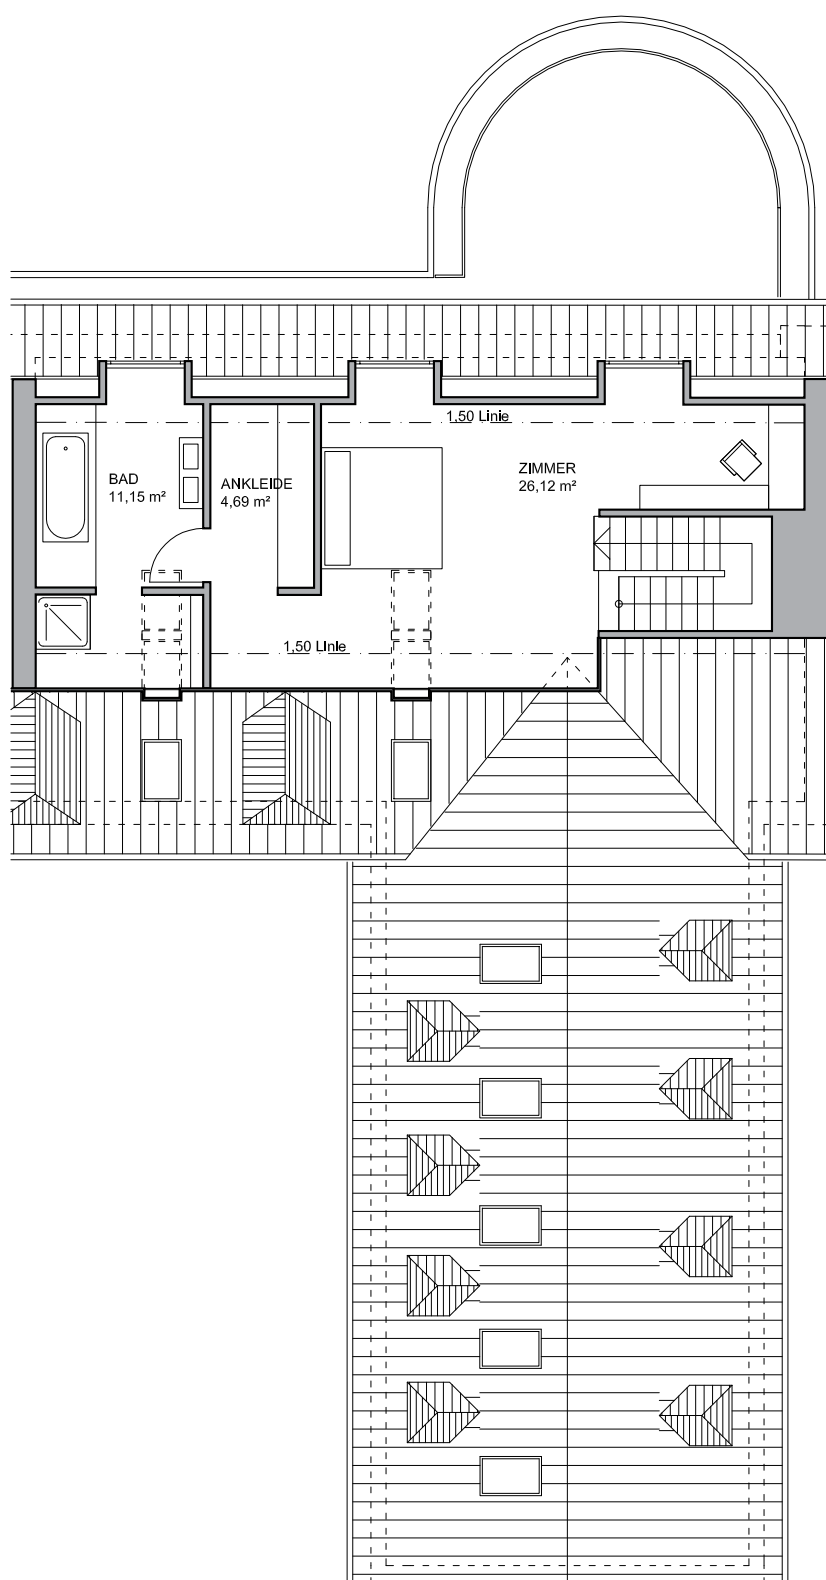 1,50 Linie
BAD
11,15 m²
ANKLEIDE
4,69 m²
ZIMMER
26,12 m²
1,50 Linie